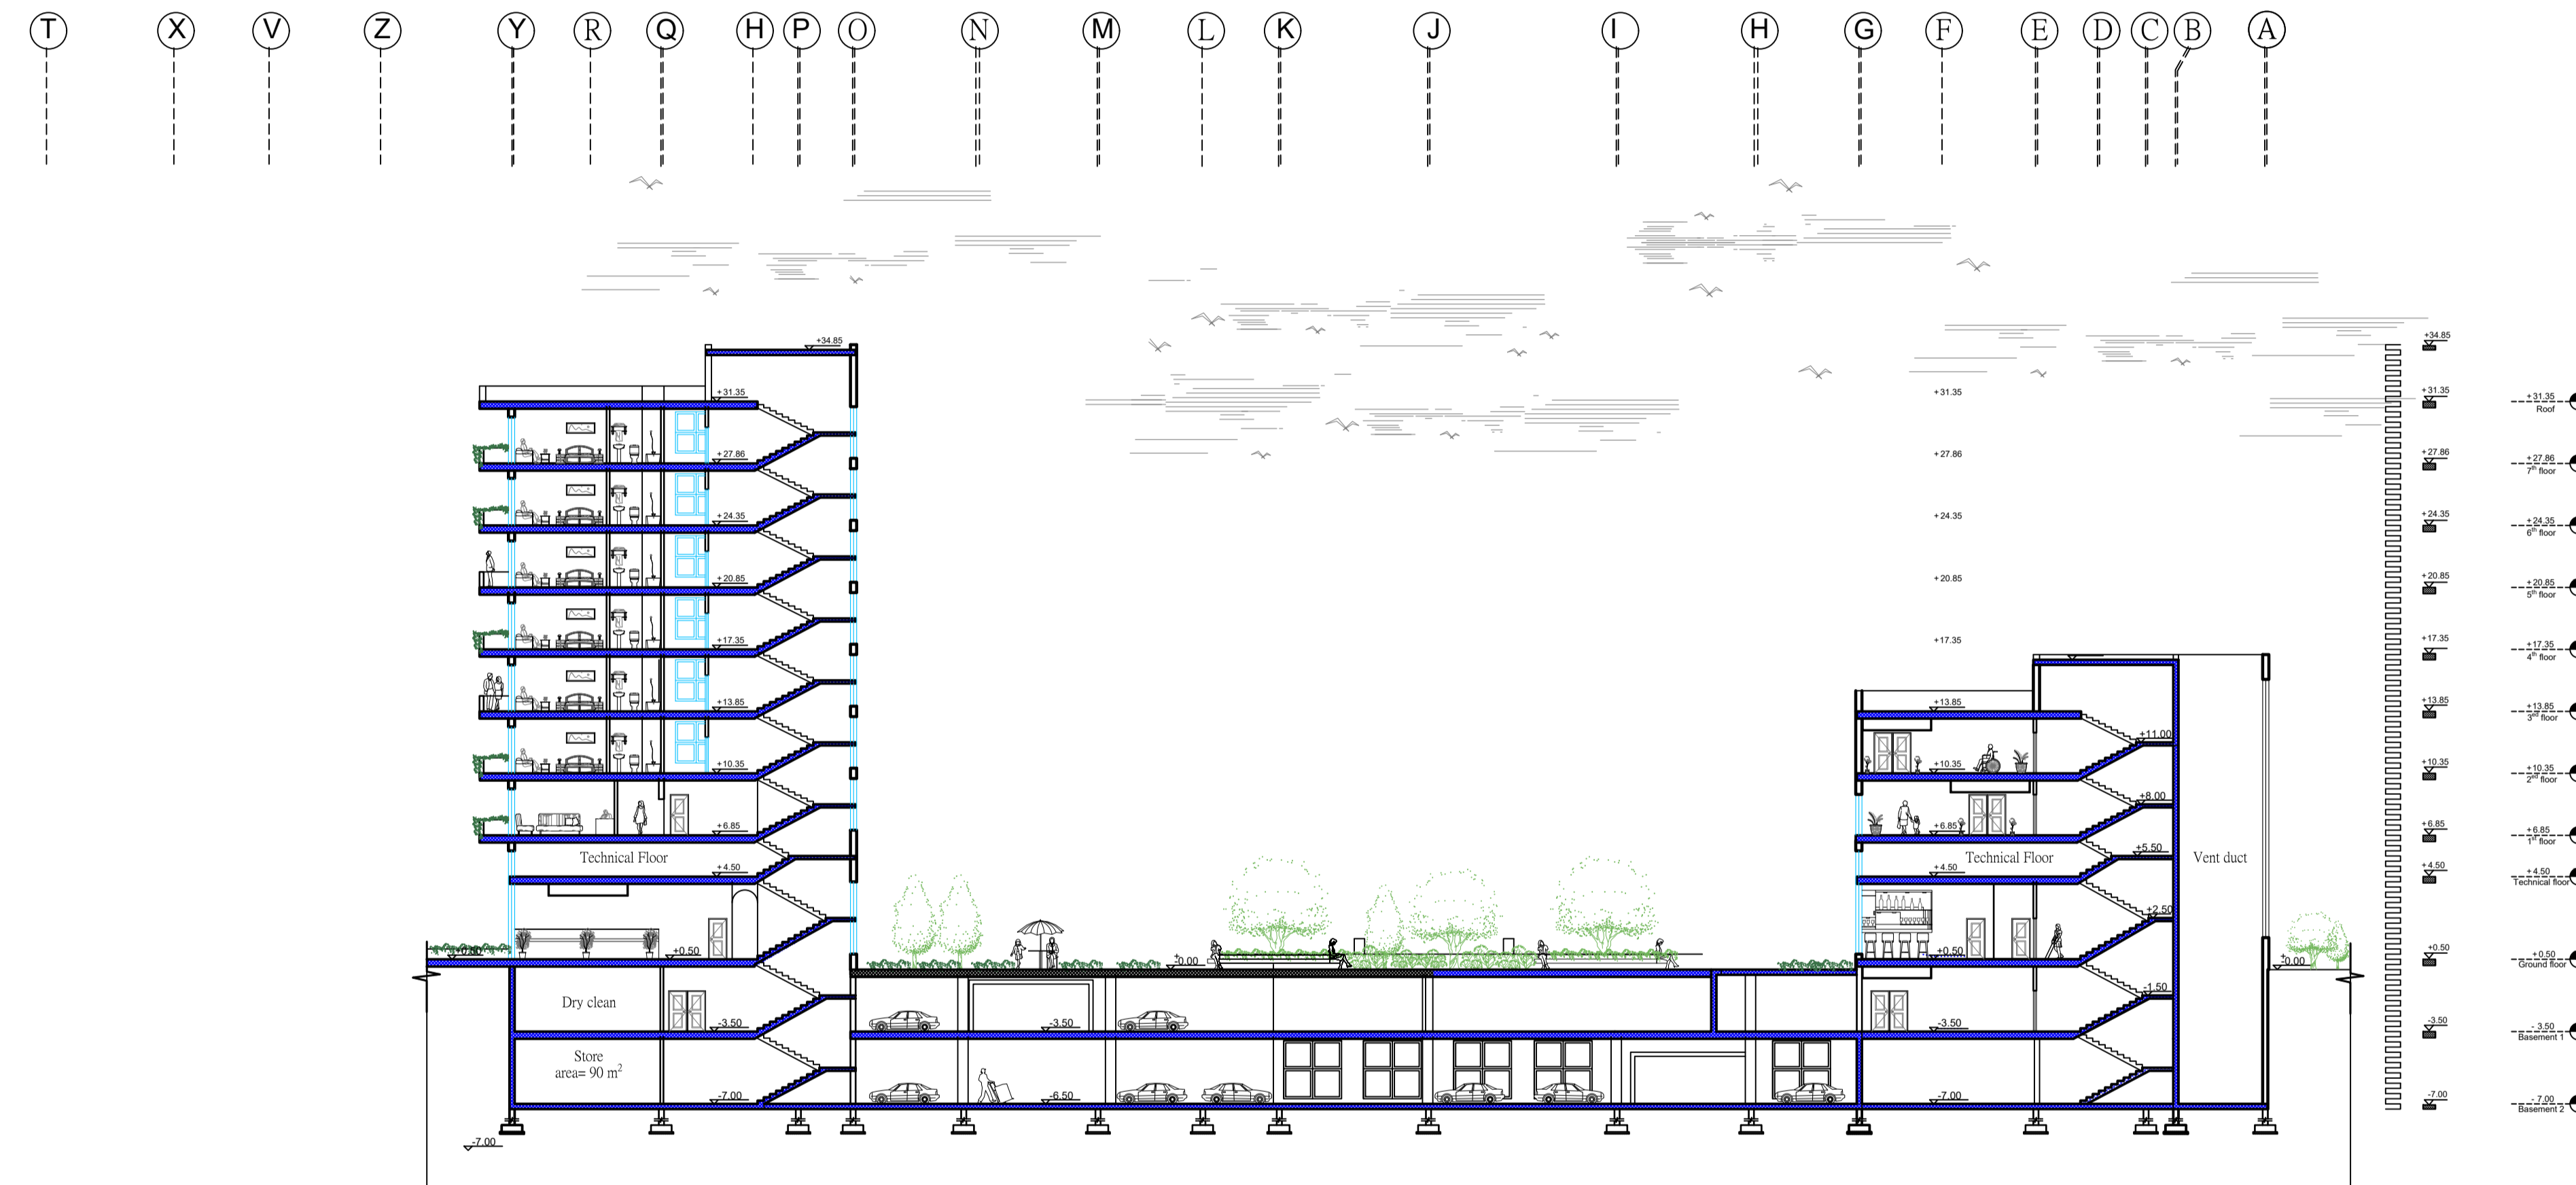 T X V Z Y R Q H P O N M L K J I H G F E D C B A
+34.85 +34.85
+31.35 +31.35 +31.35 +31.35
Roof
+27.86 +27.86 +27.86 +27.86
7th floor
+24.35 +24.35 +24.35 +24.35
6th floor
+20.85 +20.85 +20.85 +20.85
5th floor
+17.35 +17.35 +17.35 +17.35
4th floor
+13.85 +13.85 +13.85 +13.85
3ed floor
+11.00
+10.35 +10.35 +10.35 +10.35
2ed floor
+8.00
+6.85 +6.85 +6.85 +6.85
1st floor
+5.50
Technical Floor Technical Floor Vent duct
+4.50 +4.50 +4.50 +4.50
Technical floor
+2.50
+0.50 +0.50 +0.50 +0.50
+0.50
±0.00 ±0.00
Ground floor
-1.50
Dry clean
-3.50 -3.50 -3.50 -3.50 - 3.50
Basement 1
Store
area= 90 m2
-7.00 -6.50 -7.00 -7.00 - 7.00
Basement 2
-7.00